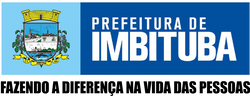 PREFEITURA DE
IMBITUBA
FAZENDO A DIFERENÇA NA VIDA DAS PESSOAS